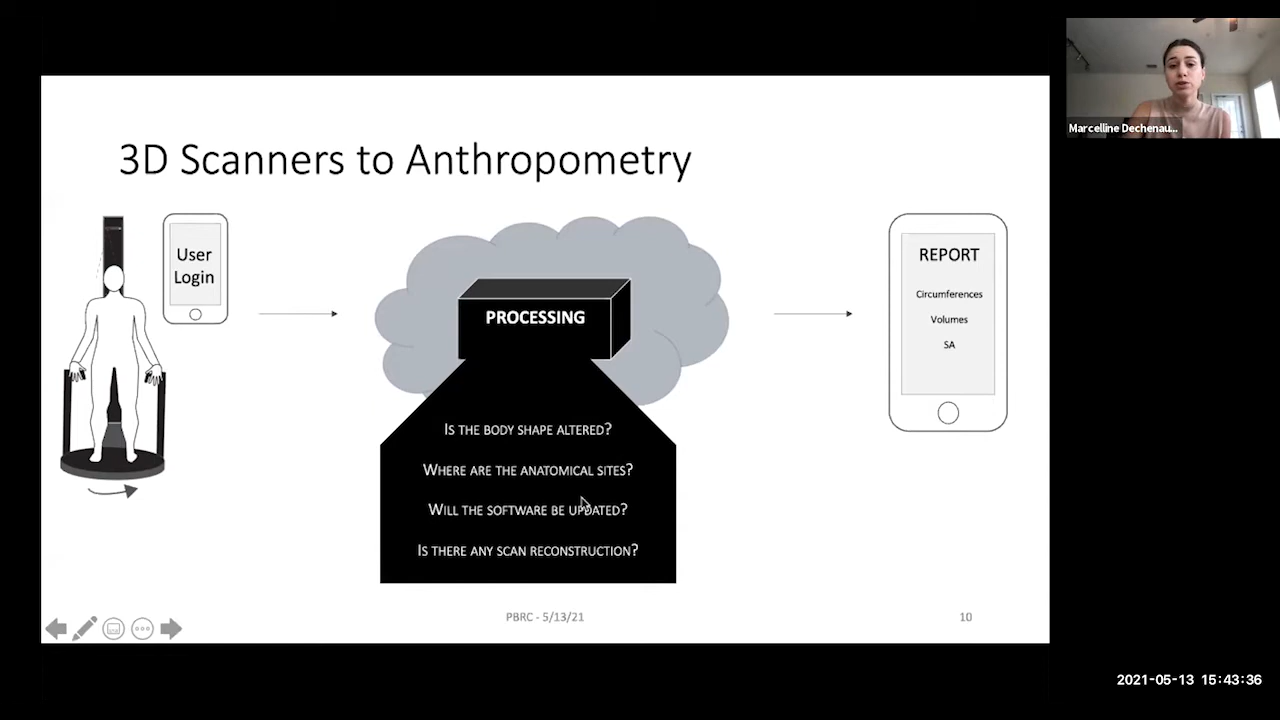 Marcelline Dechenau...
3D Scanners to Anthropometry
User
Login
PROCESSING
REPORT
Circumferences
Volumes
SA
IS THE BODY SHAPE ALTERED?
WHERE ARE THE ANATOMICAL SITES?
WILL THE SOFTWARE BE UPDATED?
IS THERE ANY SCAN RECONSTRUCTION?
PBRC - 5/13/21
10
2021-05-13 15:43:36